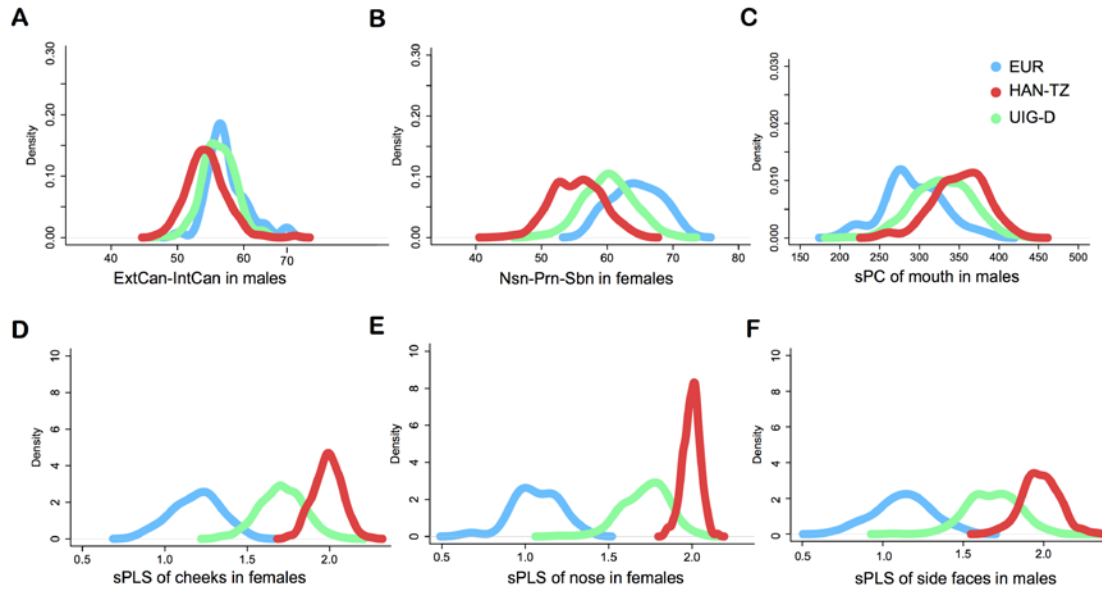 A
B
C
0.00 0.10 0.20 0.30
Density
40 50 60 70
ExtCan-IntCan in males
0.00 0.10 0.20 0.30
Density
40 50 60 70 80
Nsn-Prn-Sbn in females
0.000 0.010 0.020 0.030
Density
150 200 250 300 350 400 450 500
sPC of mouth in males
EUR
HAN-TZ
UIG-D
D
E
F
0 2 4 6 8 10
Density
0.5 1.0 1.5 2.0
sPLS of cheeks in females
0 2 4 6 8 10
Density
0.5 1.0 1.5 2.0
sPLS of nose in females
0 2 4 6 8 10
Density
0.5 1.0 1.5 2.0
sPLS of side faces in males